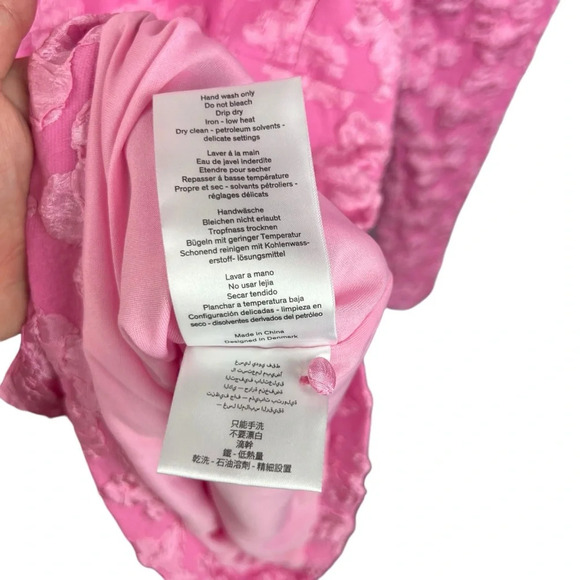 Hand wash only
Do not bleach
Drip dry
Iron - low heat
Dry clean - petroleum solvents -
delicate settings
Laver à la main
Eau de javel inderdite
Etendre pour secher
Repasser à basse température
Propre et sec - solvants pétroliers -
réglages délicats
Handwäsche
Bleichen nicht erlaubt
Tropfnass trocknen
Bügeln mit geringer Temperatur
Schonend reinigen mit Kohlenwass-
erstoff- lösungsmittel
Lavar a mano
No usar lejia
Secar tendido
Planchar a temperatura baja
Configuración delicadas - limpieza en
seco - disolventes derivados del petróleo
Made in China
Designed in Denmark
只能手洗
不要漂白
滴幹
鐵 - 低熱量
乾洗 - 石油溶劑 - 精細設置